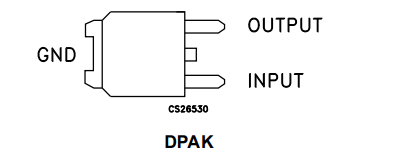 OUTPUT
GND
INPUT
CS26530
DPAK